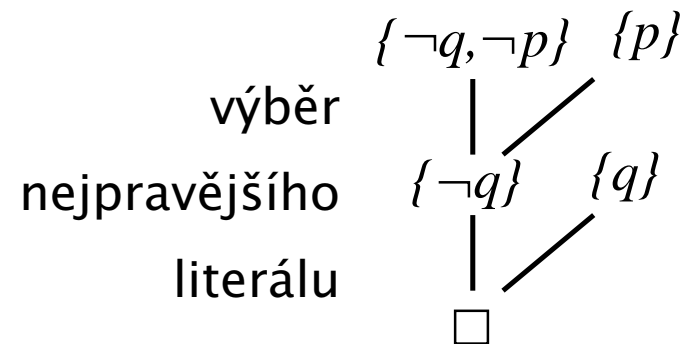 {¬q,¬p} {p}
výběr
nejpravějšího {¬q} {q}
literálu
□